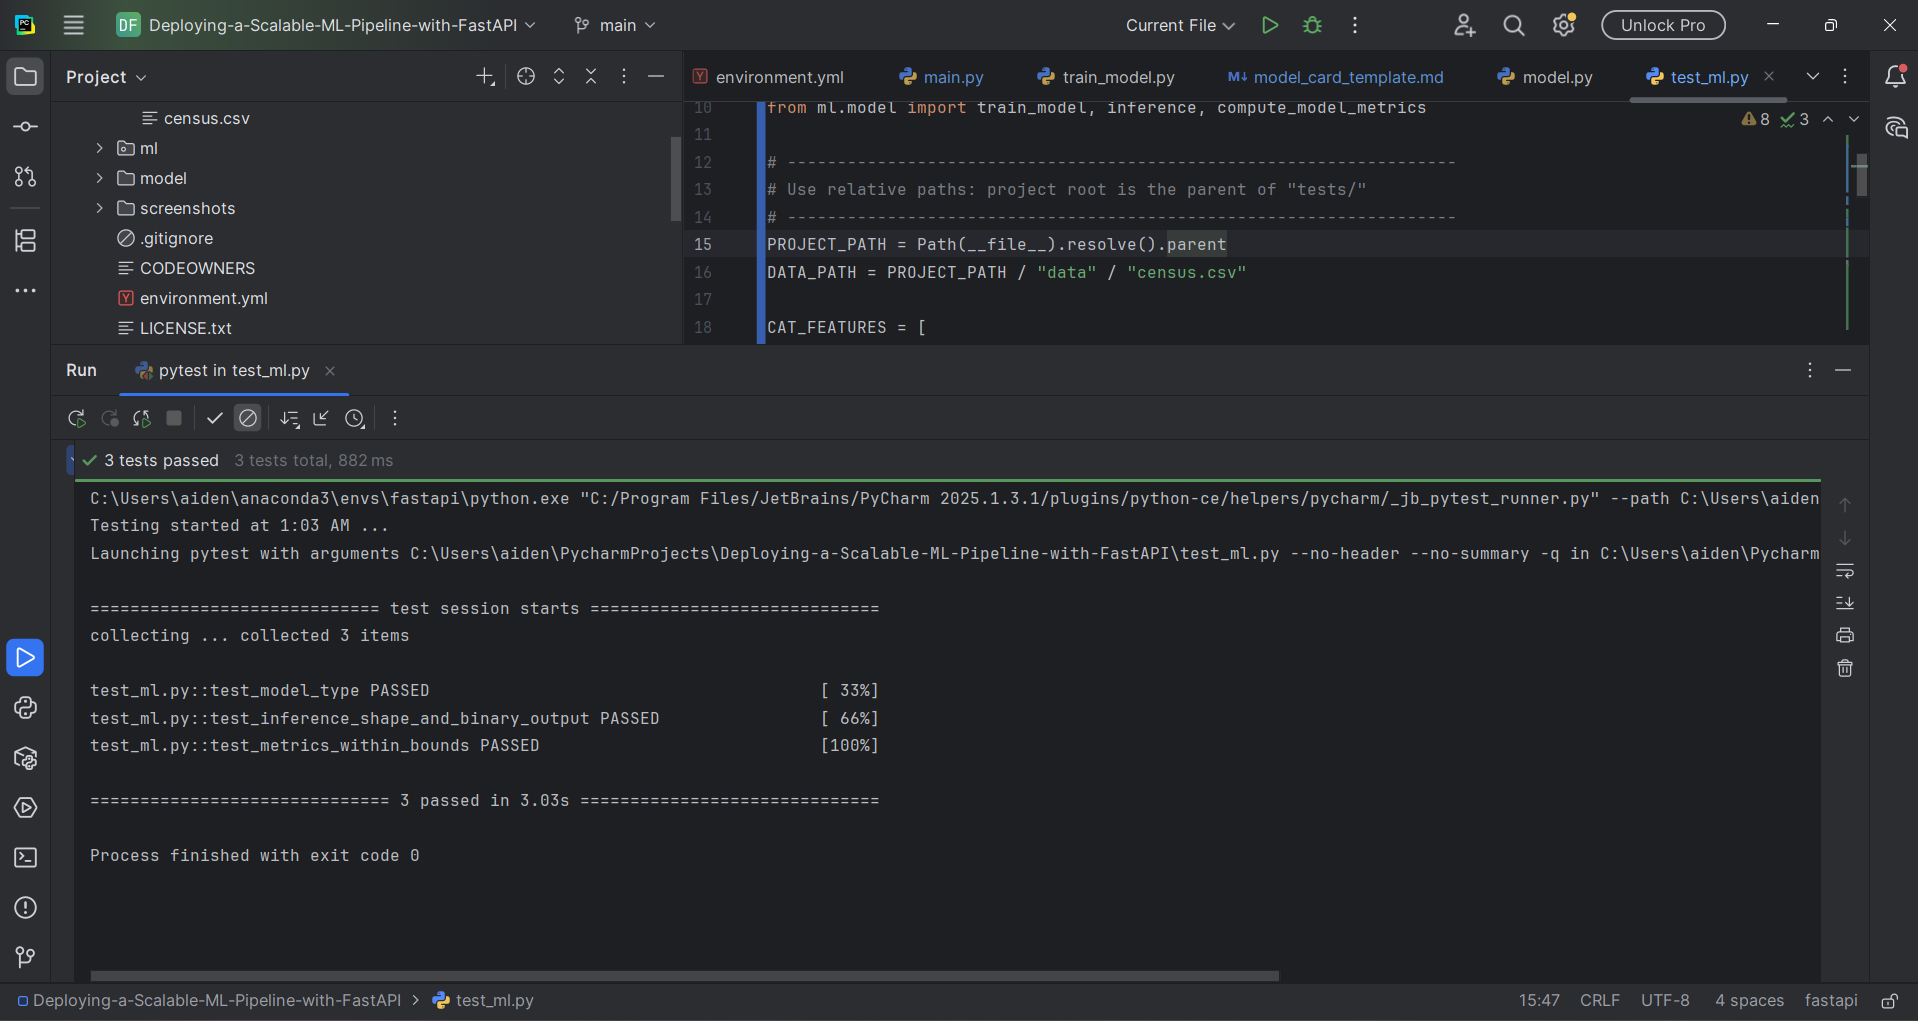 DF Deploying-a-Scalable-ML-Pipeline-with-FastAPI main Current File Unlock Pro
Project
census.csv
ml
model
screenshots
.gitignore
CODEOWNERS
environment.yml
LICENSE.txt
environment.yml main.py train_model.py model_card_template.md model.py test_ml.py
10 from ml.model import train_model, inference, compute_model_metrics
8 3
11
12 # -------------------------------------------------------------------
13 # Use relative paths: project root is the parent of "tests/"
14 # -------------------------------------------------------------------
15 PROJECT_PATH = Path(__file__).resolve().parent
16 DATA_PATH = PROJECT_PATH / "data" / "census.csv"
17
18 CAT_FEATURES = [
Run pytest in test_ml.py
3 tests passed 3 tests total, 882 ms
C:\Users\aiden\anaconda3\envs\fastapi\python.exe "C:/Program Files/JetBrains/PyCharm 2025.1.3.1/plugins/python-ce/helpers/pycharm/_jb_pytest_runner.py" --path C:\Users\aiden
Testing started at 1:03 AM ...
Launching pytest with arguments C:\Users\aiden\PycharmProjects\Deploying-a-Scalable-ML-Pipeline-with-FastAPI\test_ml.py --no-header --no-summary -q in C:\Users\aiden\Pycharm
============================= test session starts =============================
collecting ... collected 3 items
test_ml.py::test_model_type PASSED [ 33%]
test_ml.py::test_inference_shape_and_binary_output PASSED [ 66%]
test_ml.py::test_metrics_within_bounds PASSED [100%]
============================== 3 passed in 3.03s ==============================
Process finished with exit code 0
Deploying-a-Scalable-ML-Pipeline-with-FastAPI > test_ml.py 15:47 CRLF UTF-8 4 spaces fastapi